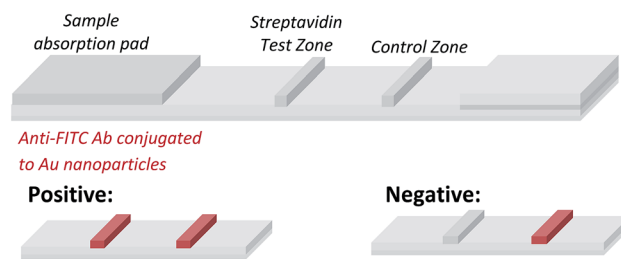 Sample
absorption pad
Streptavidin
Test Zone
Control Zone
Anti-FITC Ab conjugated
to Au nanoparticles
Positive:
Negative: